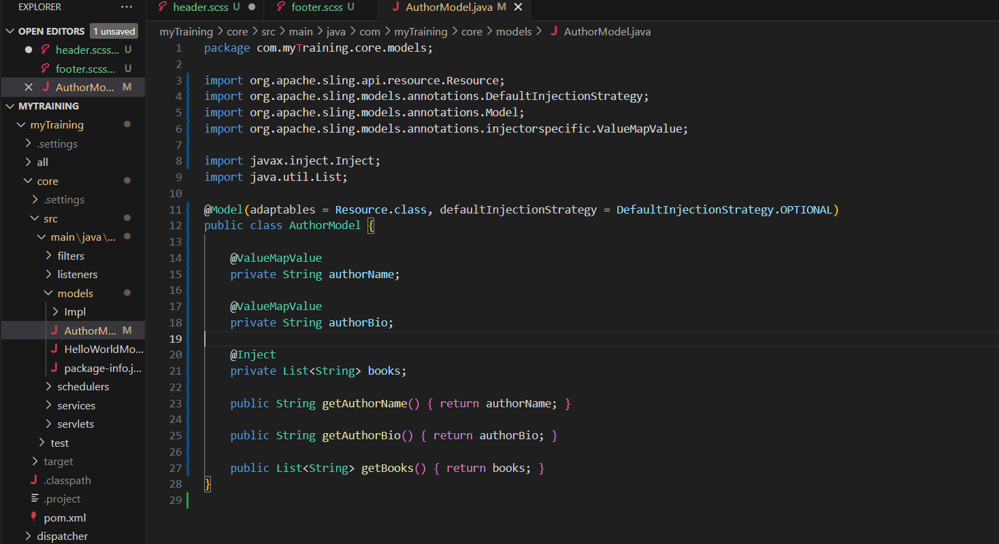 EXPLORER ···
OPEN EDITORS 1 unsaved
header.scss... U
footer.scss... U
AuthorMo... M
MYTRAINING
myTraining
.settings
all
core
.settings
src
main\java\...
filters
listeners
models
Impl
AuthorM... M
HelloWorldMo...
package-info.j...
schedulers
services
servlets
test
target
.classpath
.project
pom.xml
dispatcher
header.scss U
footer.scss U
AuthorModel.java M
myTraining > core > src > main > java > com > myTraining > core > models > AuthorModel.java
1 package com.myTraining.core.models;
2
3 import org.apache.sling.api.resource.Resource;
4 import org.apache.sling.models.annotations.DefaultInjectionStrategy;
5 import org.apache.sling.models.annotations.Model;
6 import org.apache.sling.models.annotations.injectorspecific.ValueMapValue;
7
8 import javax.inject.Inject;
9 import java.util.List;
10
11 @Model(adaptables = Resource.class, defaultInjectionStrategy = DefaultInjectionStrategy.OPTIONAL)
12 public class AuthorModel {
13
14 @ValueMapValue
15 private String authorName;
16
17 @ValueMapValue
18 private String authorBio;
19
20 @Inject
21 private List<String> books;
22
23 public String getAuthorName() { return authorName; }
24
25 public String getAuthorBio() { return authorBio; }
26
27 public List<String> getBooks() { return books; }
28 }
29